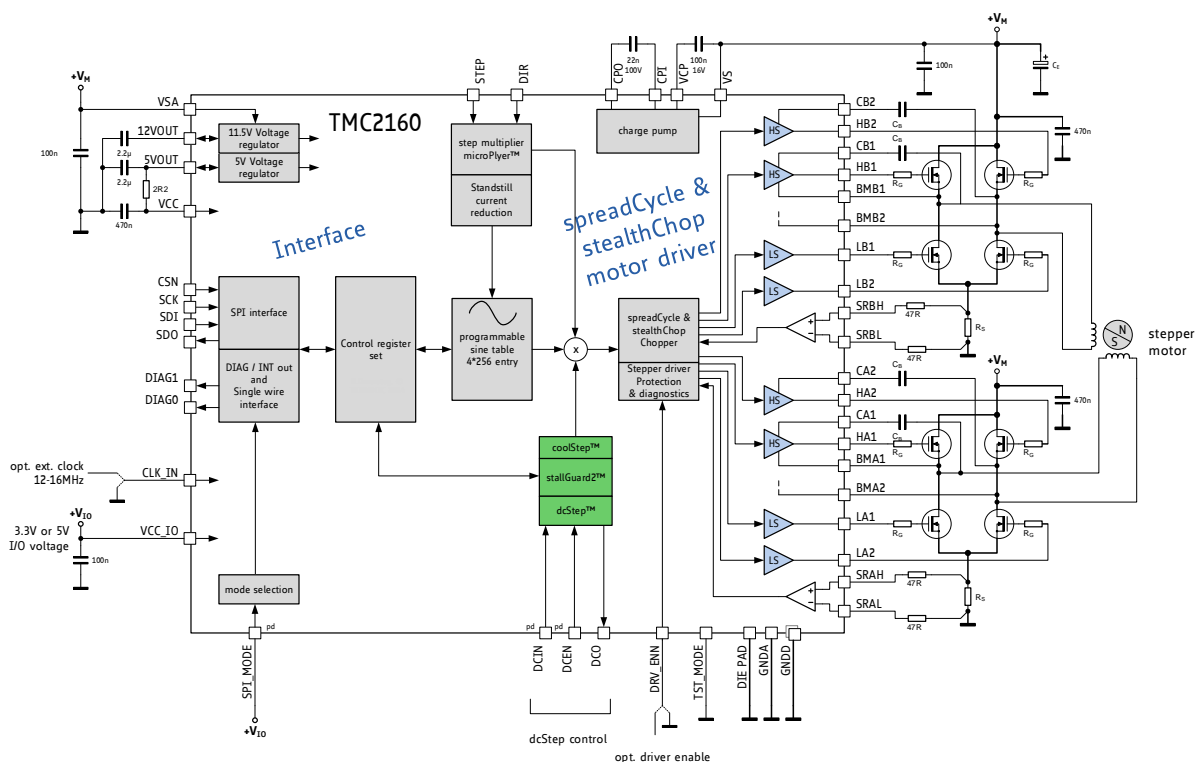 +VM
+VM
TMC2160
VSA
12VOUT
5VOUT
VCC
100n
2.2µ
2.2µ
2R2
470n
11.5V Voltage
regulator
5V Voltage
regulator
STEP
DIR
step multiplier
microPlyer™
Standstill
current
reduction
CPO
CPI
VCP
VS
22n
100V
100n
16V
charge pump
100n
+
CE
470n
Interface
spreadCycle &
stealthChop
motor driver
CSN
SCK
SDI
SDO
DIAG1
DIAG0
SPI interface
DIAG / INT out
and
Single wire
interface
Control register
set
programmable
sine table
4*256 entry
x
spreadCycle &
stealthChop
Chopper
Stepper driver
Protection
& diagnostics
coolStep™
stallGuard2™
dcStep™
HS
HS
LS
LS
+
−
CB2
HB2
CB1
HB1
BMB1
BMB2
LB1
LB2
SRBH
SRBL
CB
CB
RG
RG
RG
RG
47R
47R
RS
N
S
stepper
motor
+VM
470n
HS
HS
LS
LS
+
−
CA2
HA2
CA1
HA1
BMA1
BMA2
LA1
LA2
SRAH
SRAL
CB
CB
RG
RG
RG
RG
47R
47R
RS
opt. ext. clock
12-16MHz
CLK_IN
+VIO
3.3V or 5V
I/O voltage
VCC_IO
100n
mode selection
pd
pd
pd
SPI_MODE
+VIO
DCIN
DCEN
DCO
DRV_ENN
TST_MODE
DIE PAD
GNDA
GNDD
dcStep control
opt. driver enable